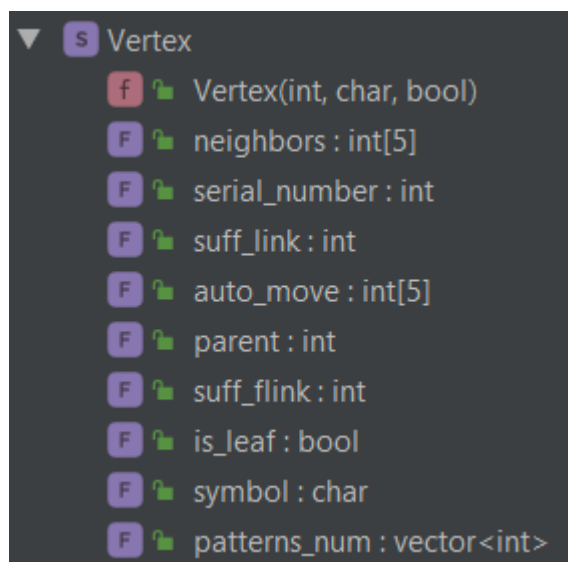 S Vertex
f Vertex(int, char, bool)
F neighbors : int[5]
F serial_number : int
F suff_link : int
F auto_move : int[5]
F parent : int
F suff_flink : int
F is_leaf : bool
F symbol : char
F patterns_num : vector<int>